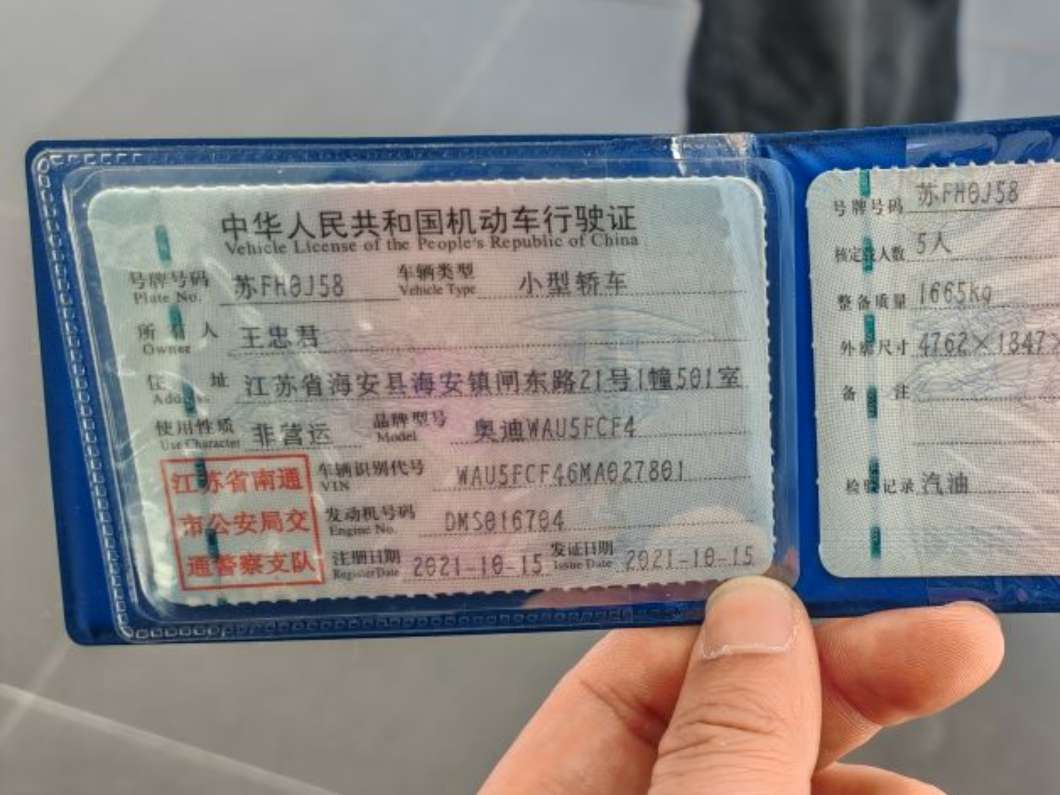 中华人民共和国机动车行驶证
Vehicle License of the People's Republic of China
号牌号码 苏FH0J58 车辆类型 小型轿车
Plate No. Vehicle Type
所有人 王忠君
Owner
住址 江苏省海安县海安镇闸东路21号1幢501室
Address
使用性质 非营运 品牌型号 奥迪WAU5FCF4
Use Character Model
江苏省南通
市公安局交
通警察支队
车辆识别代号 WAU5FCF46MA027801
VIN
发动机号码 DMS016704
Engine No.
注册日期 2021-10-15 发证日期 2021-10-15
Register Date Issue Date
号牌号码 苏FH0J58
核定载人数 5人
整备质量 1665kg
外廓尺寸 4762×1847×
备注
检验记录 汽油